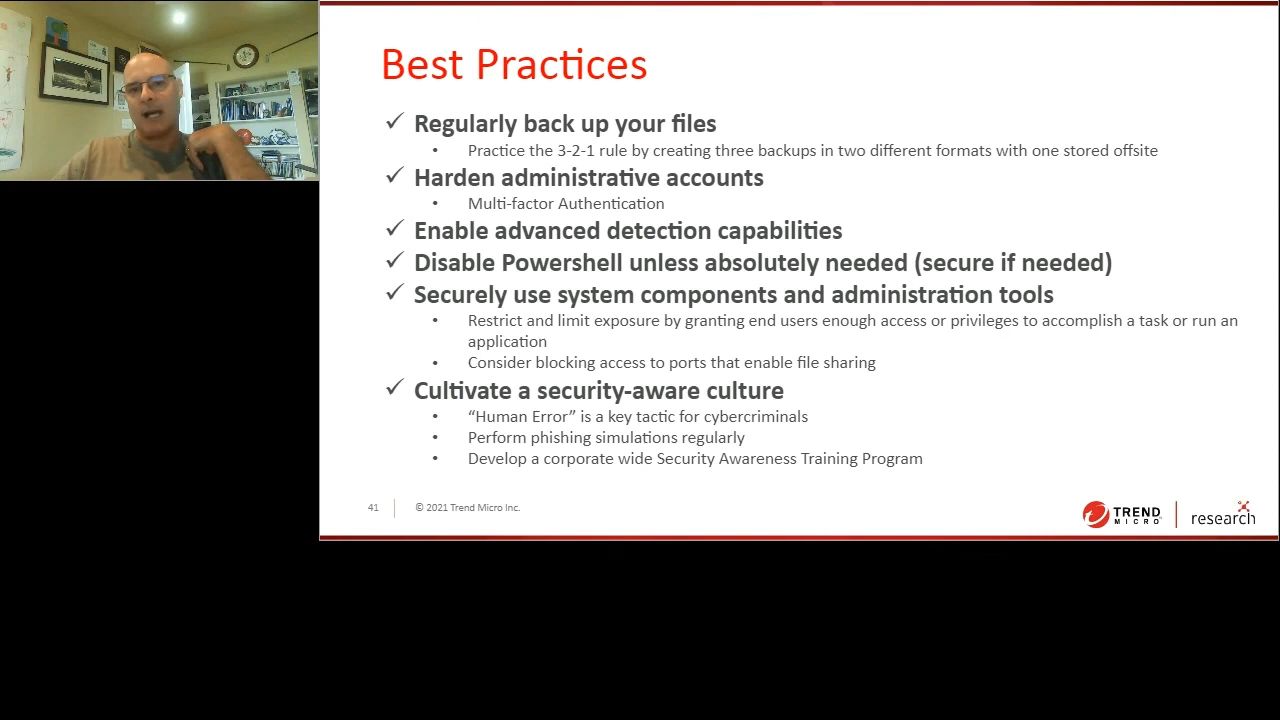 Best Practices
✓ Regularly back up your files
• Practice the 3-2-1 rule by creating three backups in two different formats with one stored offsite
✓ Harden administrative accounts
• Multi-factor Authentication
✓ Enable advanced detection capabilities
✓ Disable Powershell unless absolutely needed (secure if needed)
✓ Securely use system components and administration tools
• Restrict and limit exposure by granting end users enough access or privileges to accomplish a task or run an
application
• Consider blocking access to ports that enable file sharing
✓ Cultivate a security-aware culture
• “Human Error” is a key tactic for cybercriminals
• Perform phishing simulations regularly
• Develop a corporate wide Security Awareness Training Program
41 © 2021 Trend Micro Inc.
TREND
MICRO
research